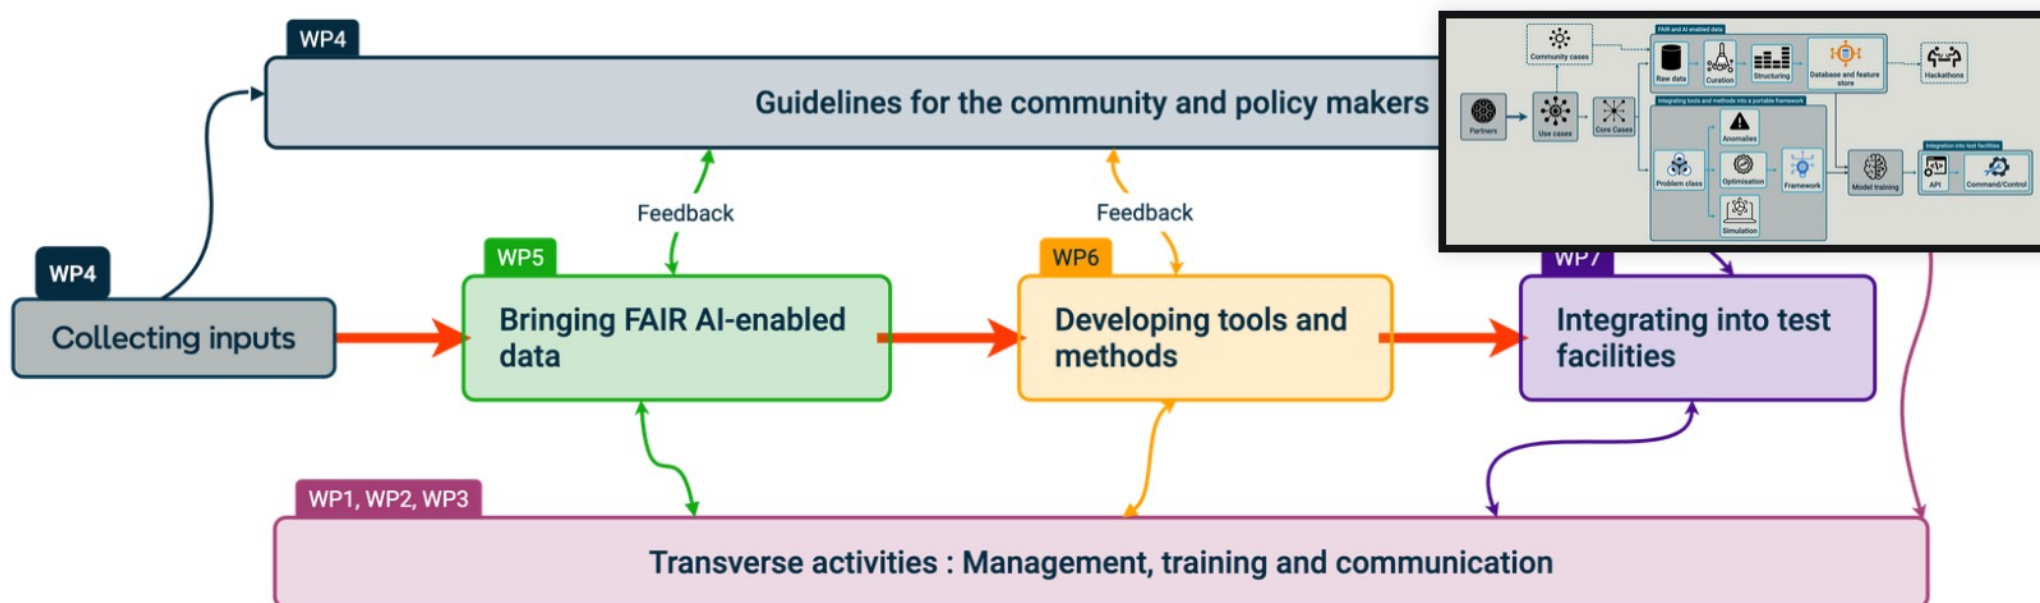 WP4
Guidelines for the community and policy makers
Feedback
Feedback
WP4
Collecting inputs
WP5
Bringing FAIR AI-enabled
data
WP6
Developing tools and
methods
WP7
Integrating into test
facilities
WP1, WP2, WP3
Transverse activities : Management, training and communication
Community cases
Partners
Use cases
Core Cases
FAIR and AI enabled data
Raw data
Curation
Structuring
Database and feature
store
Hackathons
Integrating tools and methods into a portable framework
Anomalies
Problem class
Optimisation
Framework
Simulation
Model training
Integration into test facilities
API
Command/Control